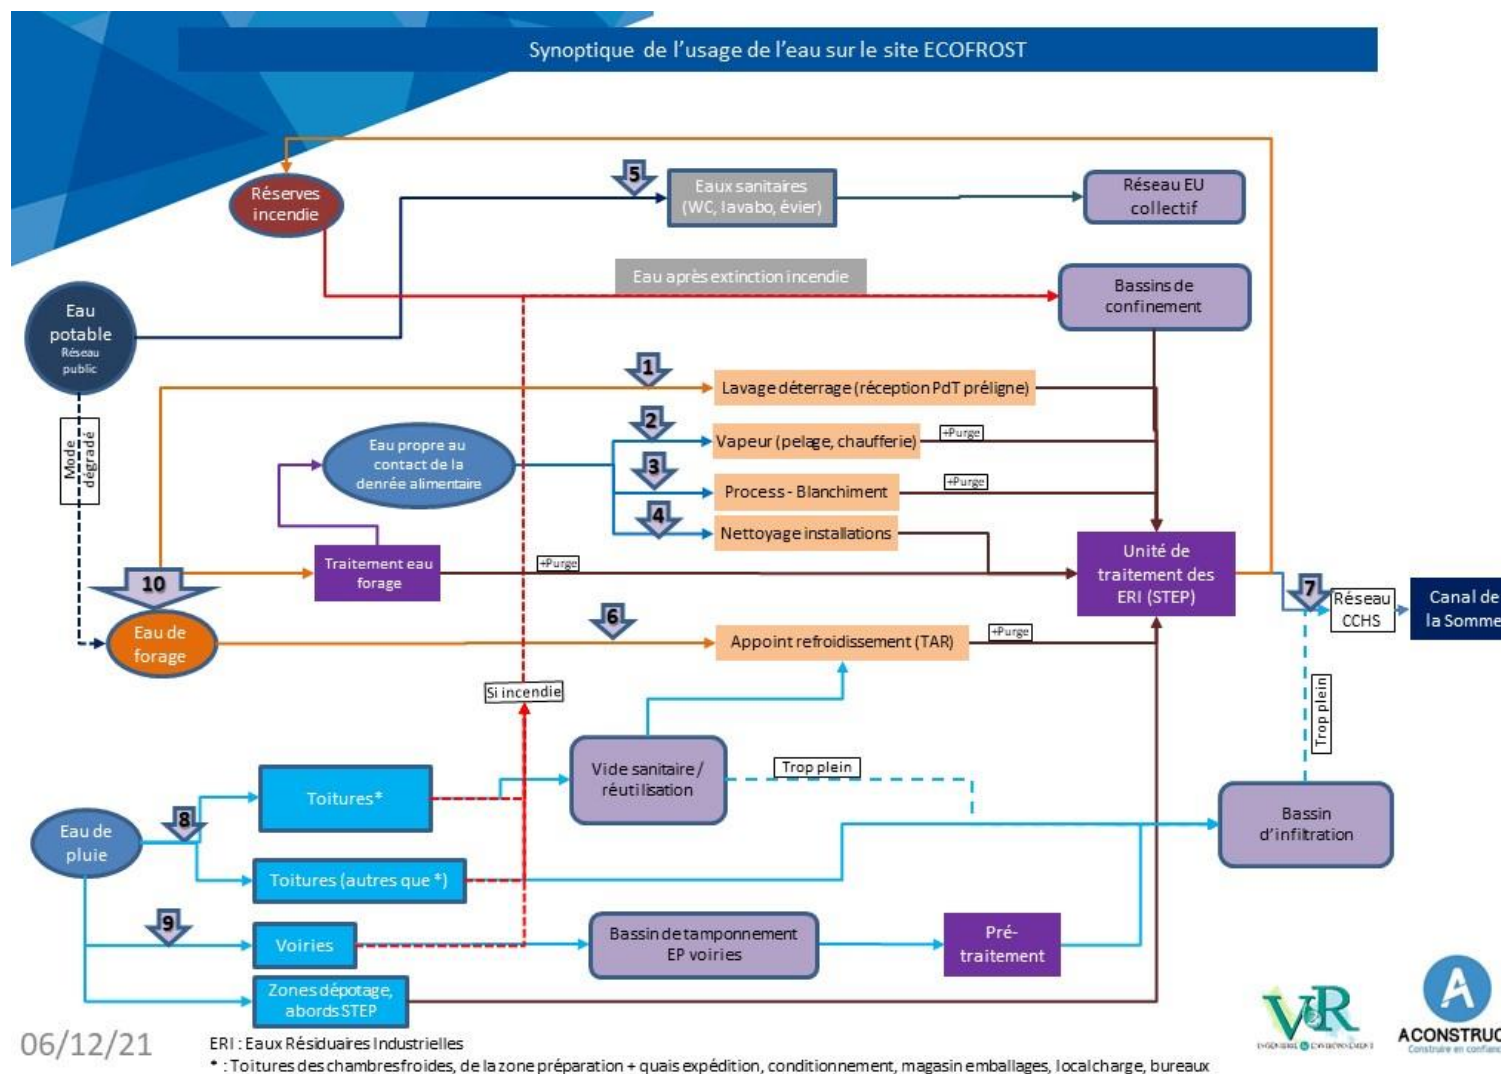 Synoptique de l'usage de l'eau sur le site ECOFROST
Réserves
incendie
5
Eaux sanitaires
(WC, lavabo, évier)
Réseau EU
collectif
Eau après extinction incendie
Bassins de
confinement
Eau
potable
Réseau
public
Mode
dégradé
1
Lavage déterrage (réception PdT préligne)
2
Vapeur (pelage, chaufferie)
+Purge
Eau propre au
contact de la
denrée alimentaire
3
Process - Blanchiment
+Purge
4
Nettoyage installations
Traitement eau
forage
+Purge
Unité de
traitement des
ERI (STEP)
7
Réseau
CCHS
Canal de
la Somme
10
Eau de
forage
6
Appoint refroidissement (TAR)
+Purge
Si incendie
Trop plein
Vide sanitaire /
réutilisation
Trop plein
Toitures*
8
Eau de
pluie
Bassin
d'infiltration
Toitures (autres que *)
9
Voiries
Bassin de tamponnement
EP voiries
Pré-
traitement
Zones dépotage,
abords STEP
V&R
INGENIERIE & ENVIRONNEMENT
A
ACONSTRUC
Construire en confianc
06/12/21
ERI : Eaux Résiduaires Industrielles
* : Toitures des chambres froides, de la zone préparation + quais expédition, conditionnement, magasin emballages, local charge, bureaux